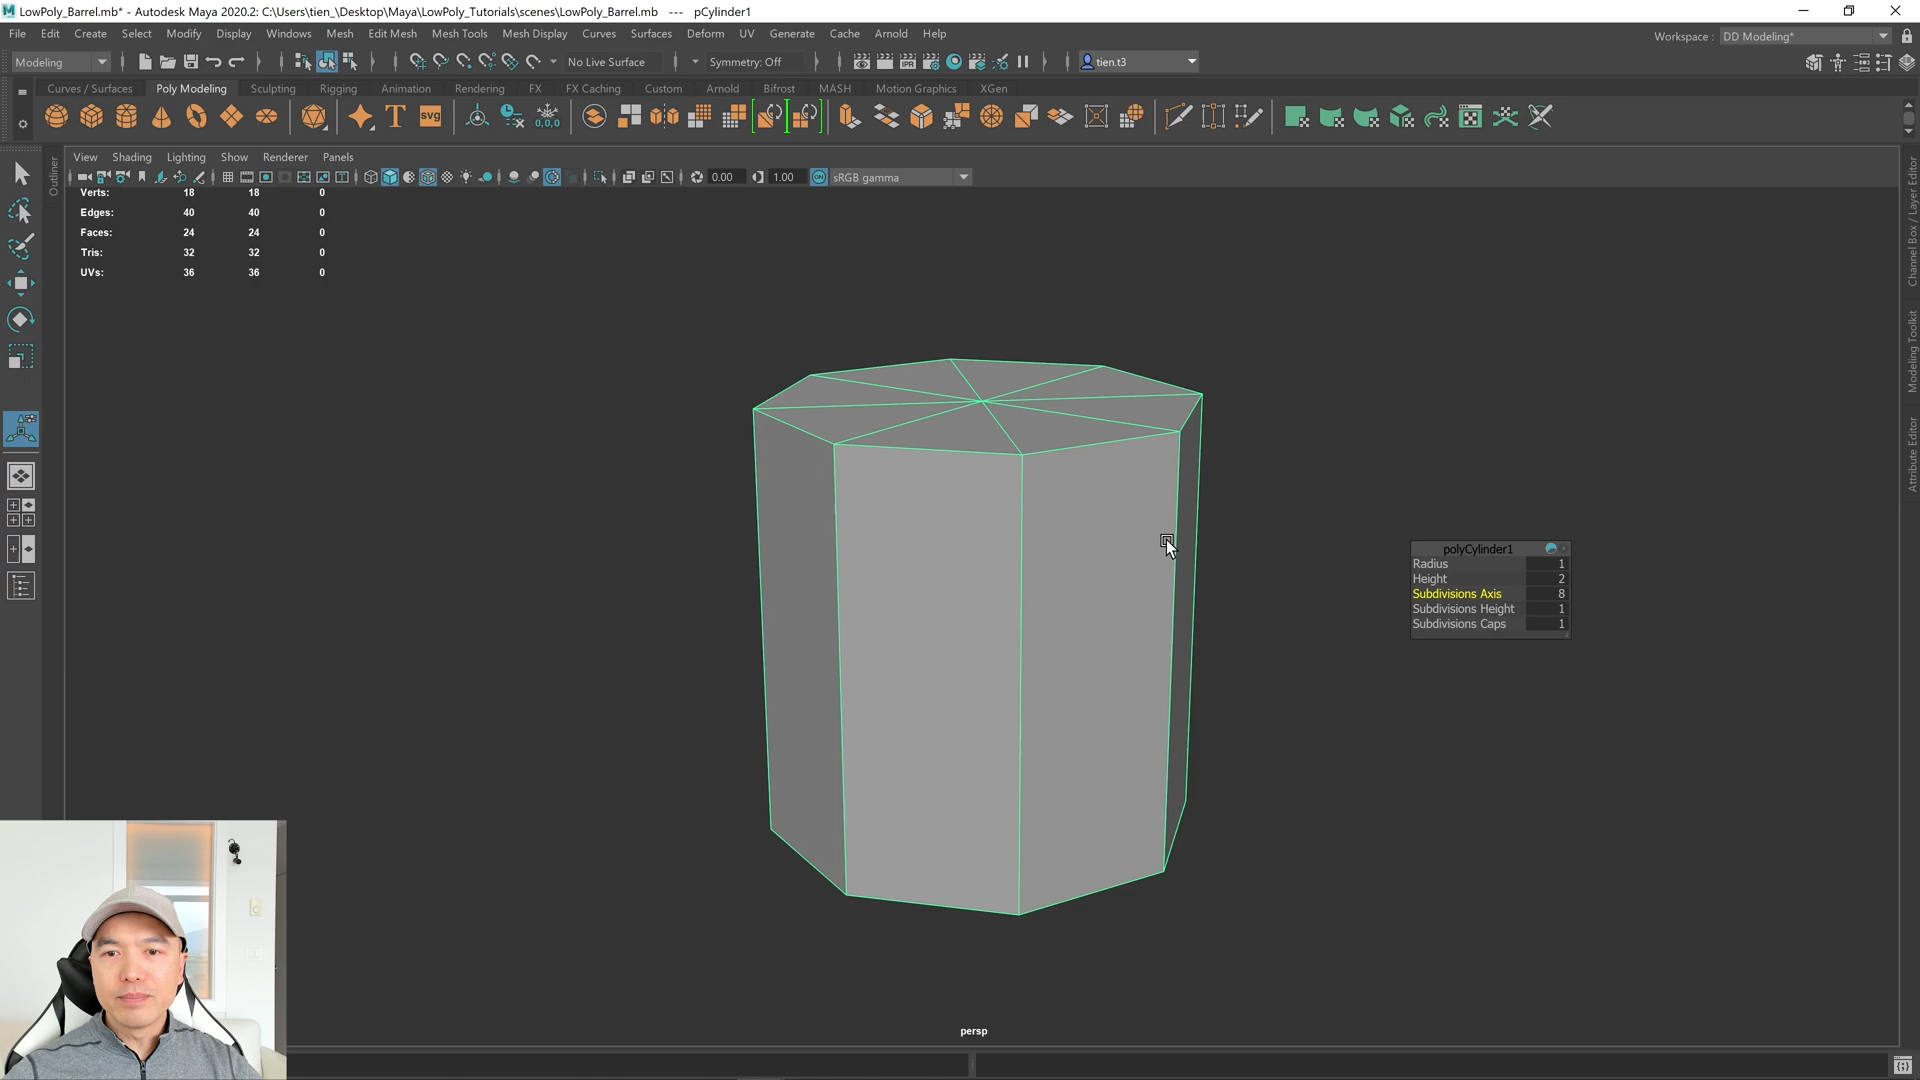 LowPoly_Barrel.mb* - Autodesk Maya 2020.2: C:\Users\tien_\Desktop\Maya\LowPoly_Tutorials\scenes\LowPoly_Barrel.mb --- pCylinder1
File Edit Create Select Modify Display Windows Mesh Edit Mesh Mesh Tools Mesh Display Curves Surfaces Deform UV Generate Cache Arnold Help
Workspace : DD Modeling*
Modeling No Live Surface Symmetry: Off tien.t3
Curves / Surfaces Poly Modeling Sculpting Rigging Animation Rendering FX FX Caching Custom Arnold Bifrost MASH Motion Graphics XGen
T svg 0,0,0
View Shading Lighting Show Renderer Panels
0.00 1.00 ON sRGB gamma
Outliner
Verts: 18 18 0
Edges: 40 40 0
Faces: 24 24 0
Tris: 32 32 0
UVs: 36 36 0
Channel Box / Layer Editor
Modeling Toolkit
Attribute Editor
polyCylinder1
Radius 1
Height 2
Subdivisions Axis 8
Subdivisions Height 1
Subdivisions Caps 1
persp